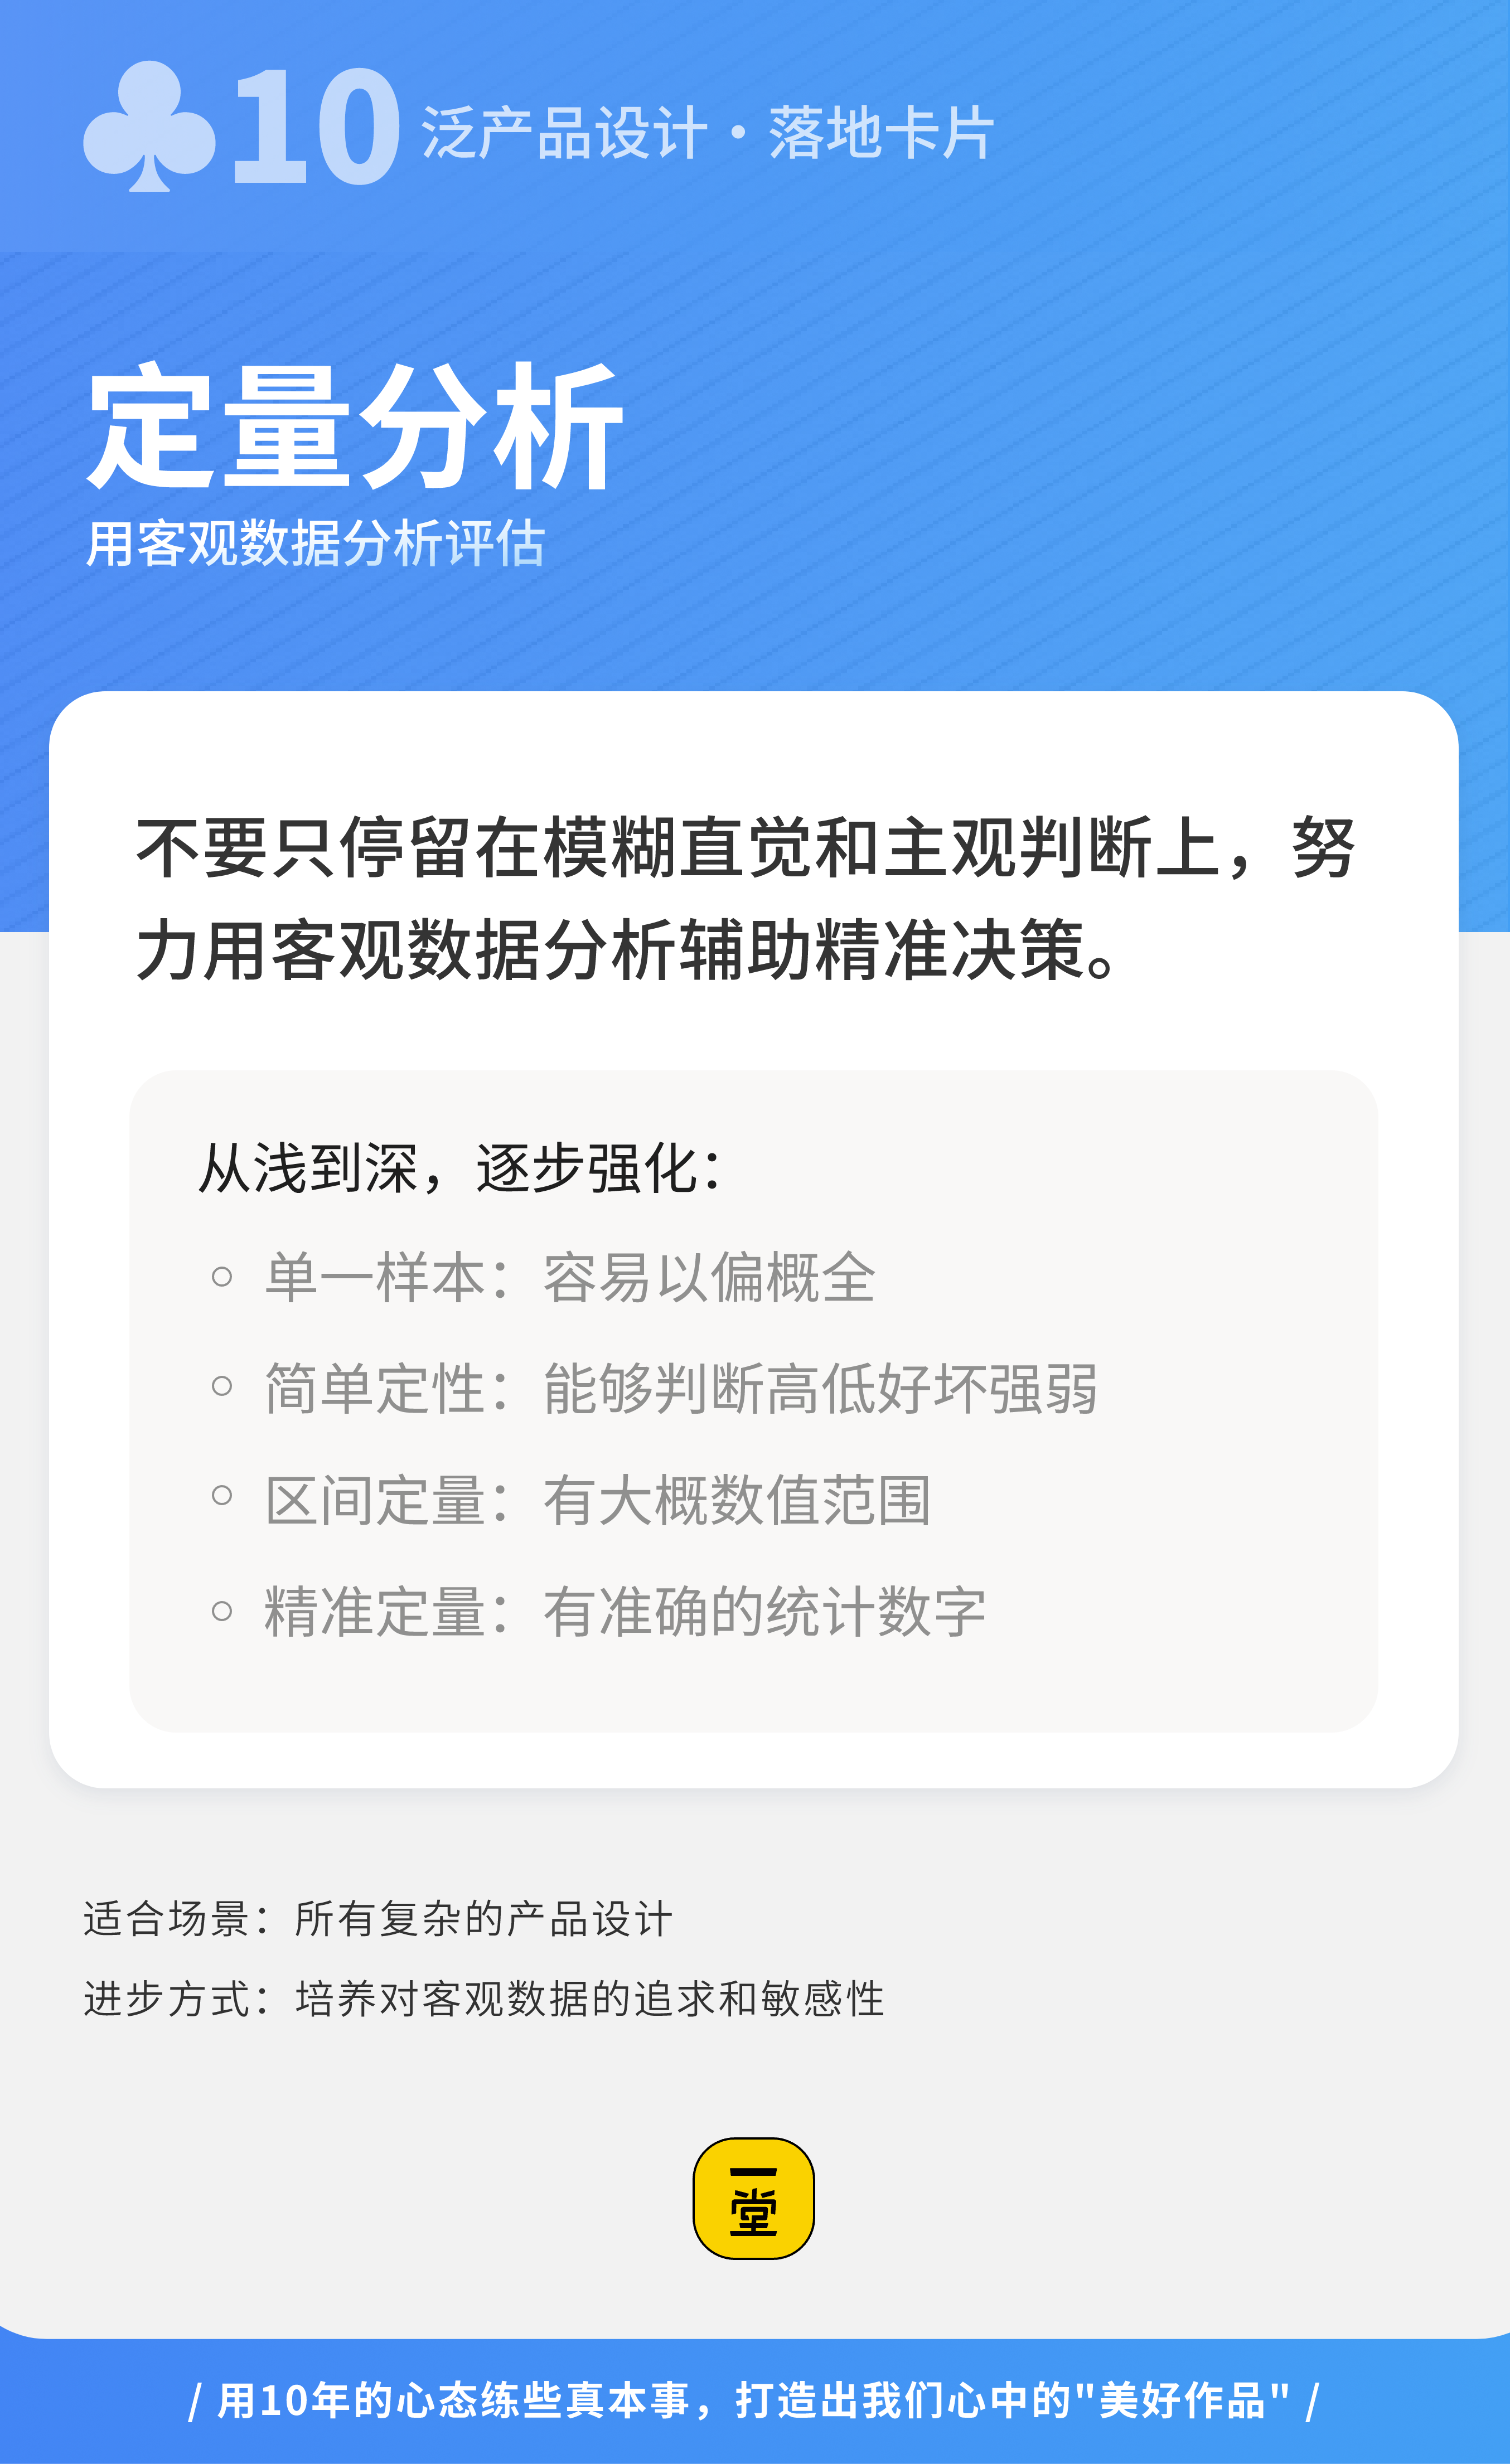 ♣10 泛产品设计・落地卡片
定量分析
用客观数据分析评估
不要只停留在模糊直觉和主观判断上，努
力用客观数据分析辅助精准决策。
从浅到深，逐步强化：
○ 单一样本：容易以偏概全
○ 简单定性：能够判断高低好坏强弱
○ 区间定量：有大概数值范围
○ 精准定量：有准确的统计数字
适合场景：所有复杂的产品设计
进步方式：培养对客观数据的追求和敏感性
一
堂
/ 用10年的心态练些真本事，打造出我们心中的"美好作品" /